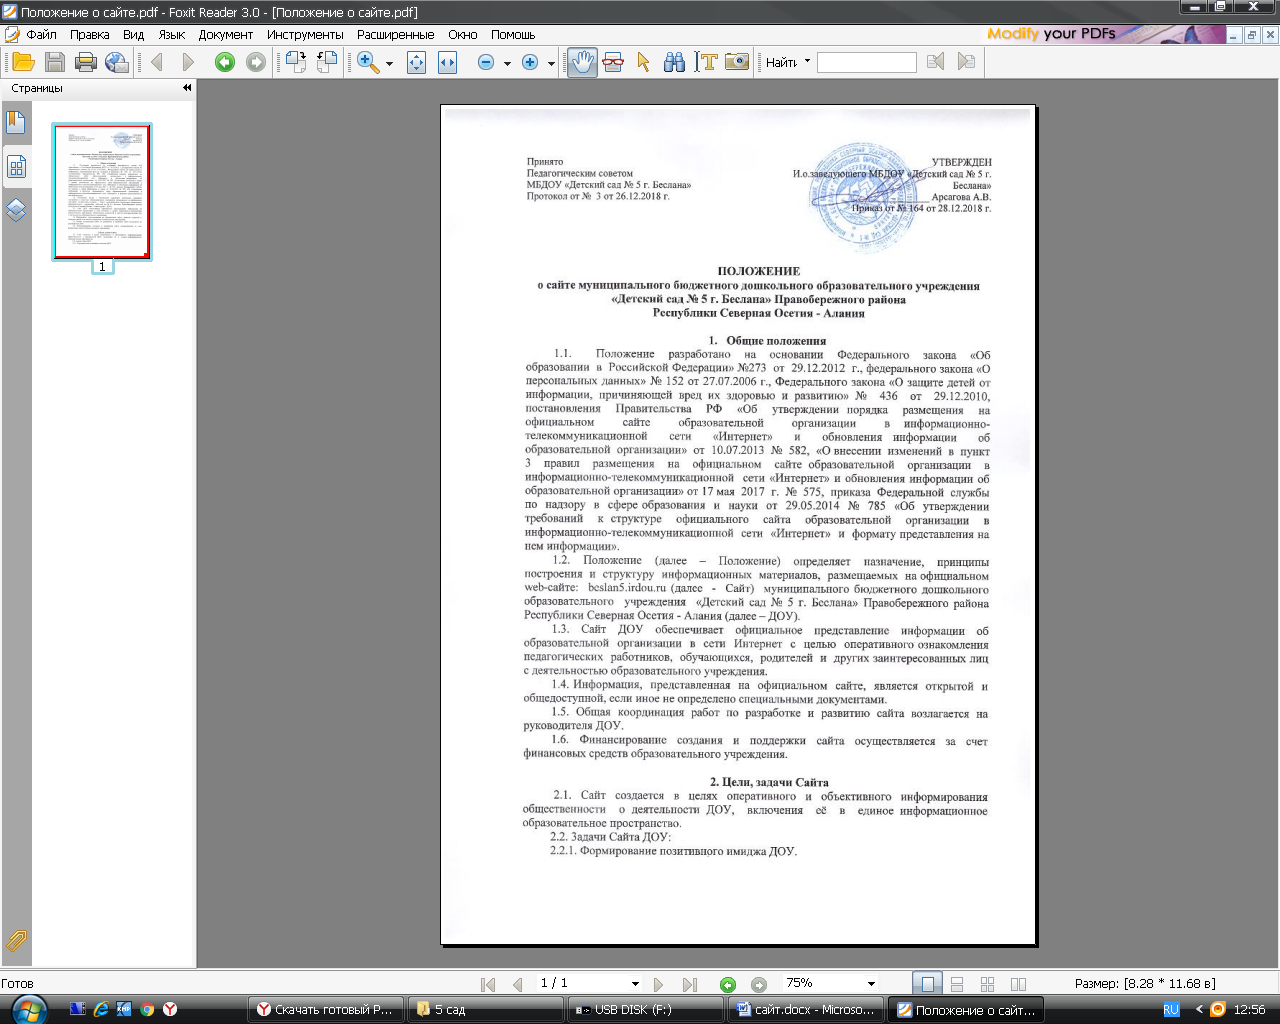 Положение о сайте.pdf - Foxit Reader 3.0 - [Положение о сайте.pdf]
Файл Правка Вид Язык Документ Инструменты Расширенные Окно Помощь
Modify your PDFs
Найти
Страницы
1
Принято
Педагогическим советом
МБДОУ «Детский сад № 5 г. Беслана»
Протокол от № 3 от 26.12.2018 г.
УТВЕРЖДЕН
И.о.заведующего МБДОУ «Детский сад № 5 г.
Беслана»
Арсагова А.В.
Приказ от № 164 от 28.12.2018 г.
ПОЛОЖЕНИЕ
о сайте муниципального бюджетного дошкольного образовательного учреждения
«Детский сад № 5 г. Беслана» Правобережного района
Республики Северная Осетия - Алания
1. Общие положения
1.1. Положение разработано на основании Федерального закона «Об
образовании в Российской Федерации» №273 от 29.12.2012 г., федерального закона «О
персональных данных» № 152 от 27.07.2006 г., Федерального закона «О защите детей от
информации, причиняющей вред их здоровью и развитию» № 436 от 29.12.2010,
постановления Правительства РФ «Об утверждении порядка размещения на
официальном сайте образовательной организации в информационно-
телекоммуникационной сети «Интернет» и обновления информации об
образовательной организации» от 10.07.2013 № 582, «О внесении изменений в пункт
3 правил размещения на официальном сайте образовательной организации в
информационно-телекоммуникационной сети «Интернет» и обновления информации об
образовательной организации» от 17 мая 2017 г. № 575, приказа Федеральной службы
по надзору в сфере образования и науки от 29.05.2014 № 785 «Об утверждении
требований к структуре официального сайта образовательной организации в
информационно-телекоммуникационной сети «Интернет» и формату представления на
нем информации».
1.2. Положение (далее – Положение) определяет назначение, принципы
построения и структуру информационных материалов, размещаемых на официальном
web-сайте: beslan5.irdou.ru (далее - Сайт) муниципального бюджетного дошкольного
образовательного учреждения «Детский сад № 5 г. Беслана» Правобережного района
Республики Северная Осетия - Алания (далее – ДОУ).
1.3. Сайт ДОУ обеспечивает официальное представление информации об
образовательной организации в сети Интернет с целью оперативного ознакомления
педагогических работников, обучающихся, родителей и других заинтересованных лиц
с деятельностью образовательного учреждения.
1.4. Информация, представленная на официальном сайте, является открытой и
общедоступной, если иное не определено специальными документами.
1.5. Общая координация работ по разработке и развитию сайта возлагается на
руководителя ДОУ.
1.6. Финансирование создания и поддержки сайта осуществляется за счет
финансовых средств образовательного учреждения.
2. Цели, задачи Сайта
2.1. Сайт создается в целях оперативного и объективного информирования
общественности о деятельности ДОУ, включения её в единое информационное
образовательное пространство.
2.2. Задачи Сайта ДОУ:
2.2.1. Формирование позитивного имиджа ДОУ.
Готов
1 / 1
75%
Размер: [8.28 * 11.68 в]
Скачать готовый P...
5 сад
USB DISK (F:)
сайт.docx - Microso...
Положение о сайт...
RU
12:56